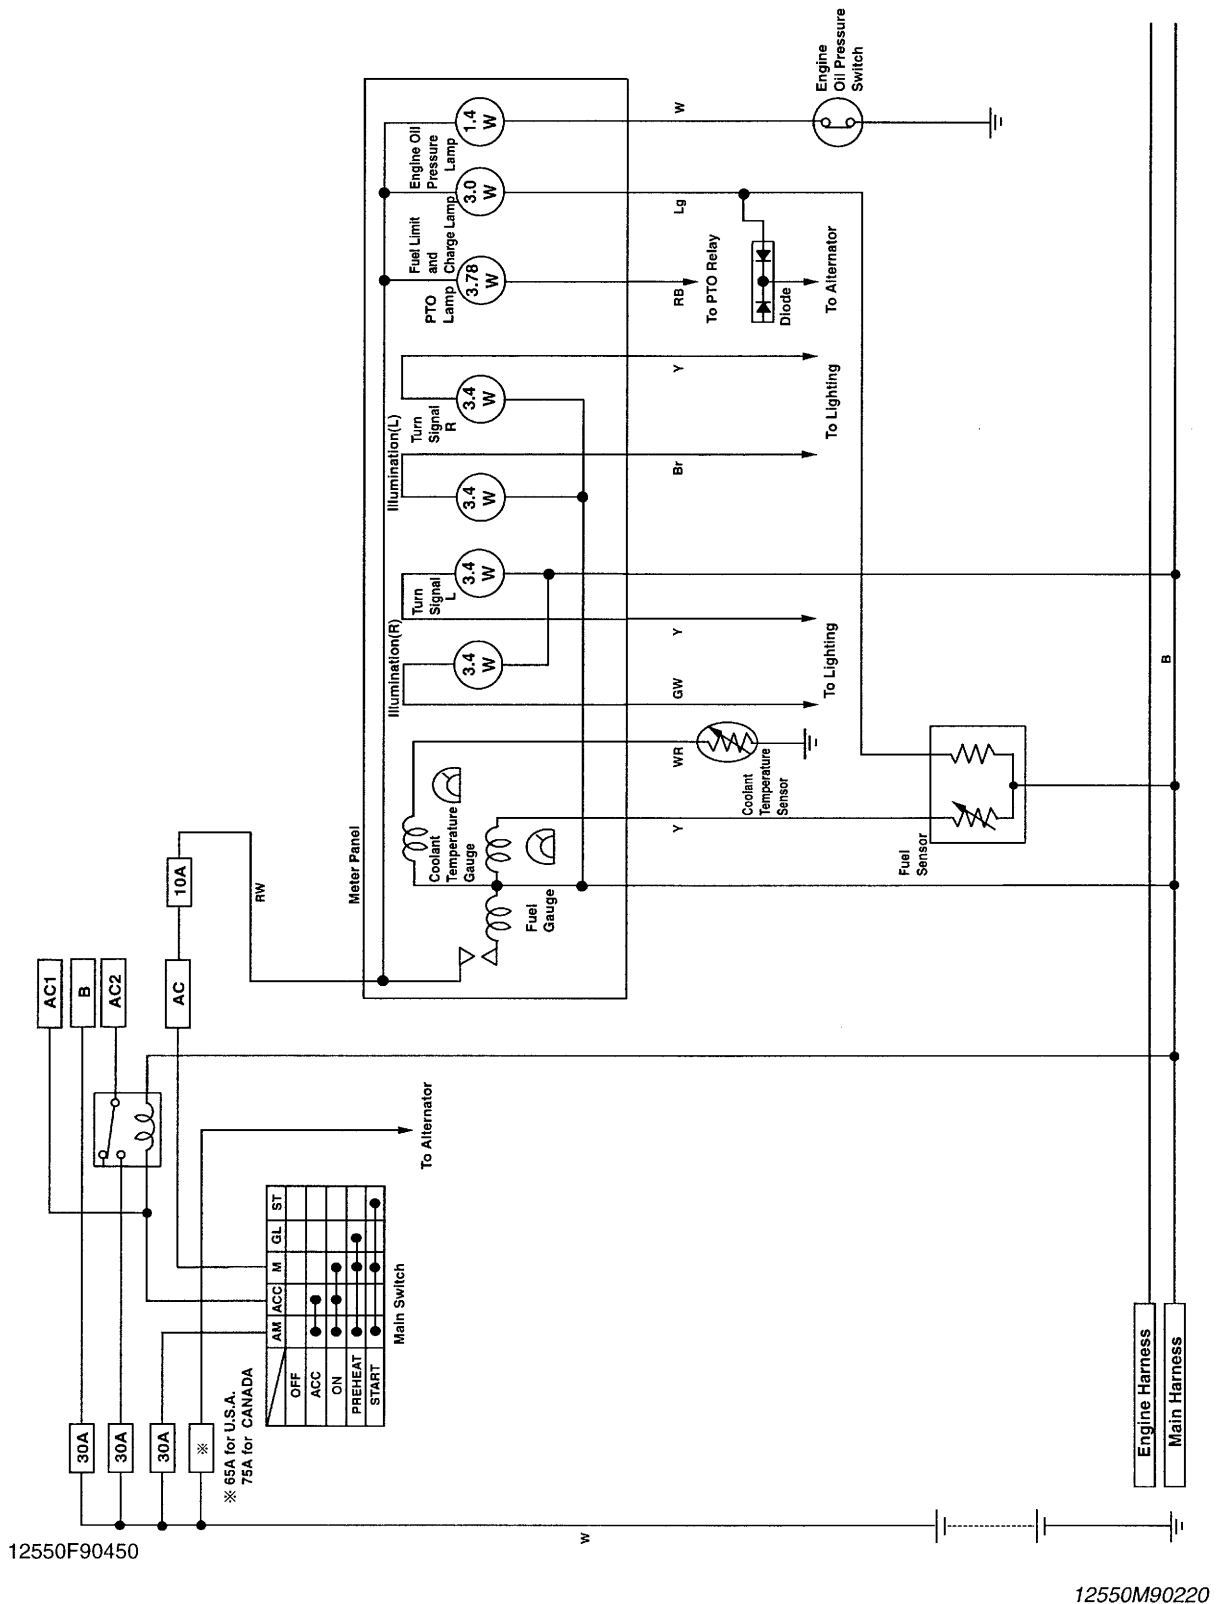 Engine
Oil Pressure
Switch
W
Engine Oil
Pressure
Lamp
1.4
W
Fuel Limit
and
Charge Lamp
3.0
W
Lg
PTO
Lamp
3.78
W
RB
To PTO Relay
Diode
To Alternator
Turn
Signal
R
3.4
W
Y
To Lighting
Illumination(L)
3.4
W
Br
Turn
Signal
L
3.4
W
Y
Illumination(R)
3.4
W
GW
To Lighting
B
WR
Coolant
Temperature
Sensor
Coolant
Temperature
Gauge
Y
Fuel
Gauge
Fuel
Sensor
Meter Panel
10A
RW
AC1
B
AC2
AC
To Alternator
AM
ACC
M
GL
ST
OFF
ACC
ON
PREHEAT
START
Main Switch
30A
30A
30A
※
※ 65A for U.S.A.
75A for CANADA
W
Engine Harness
Main Harness
12550F90450
12550M90220